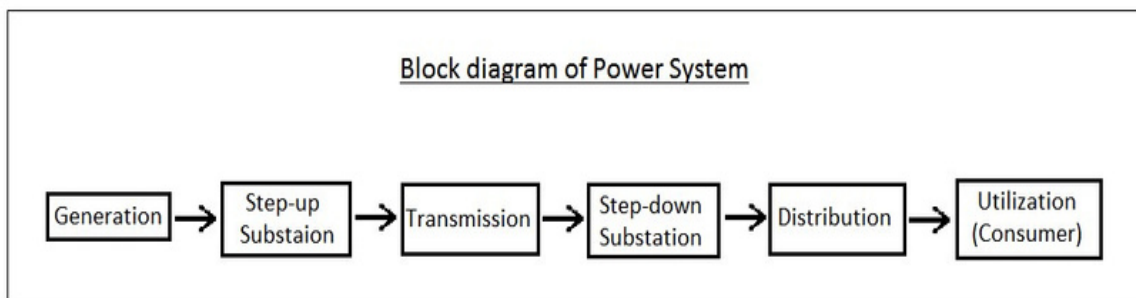 Block diagram of Power System
Generation
Step-up
Substaion
Transmission
Step-down
Substation
Distribution
Utilization
(Consumer)